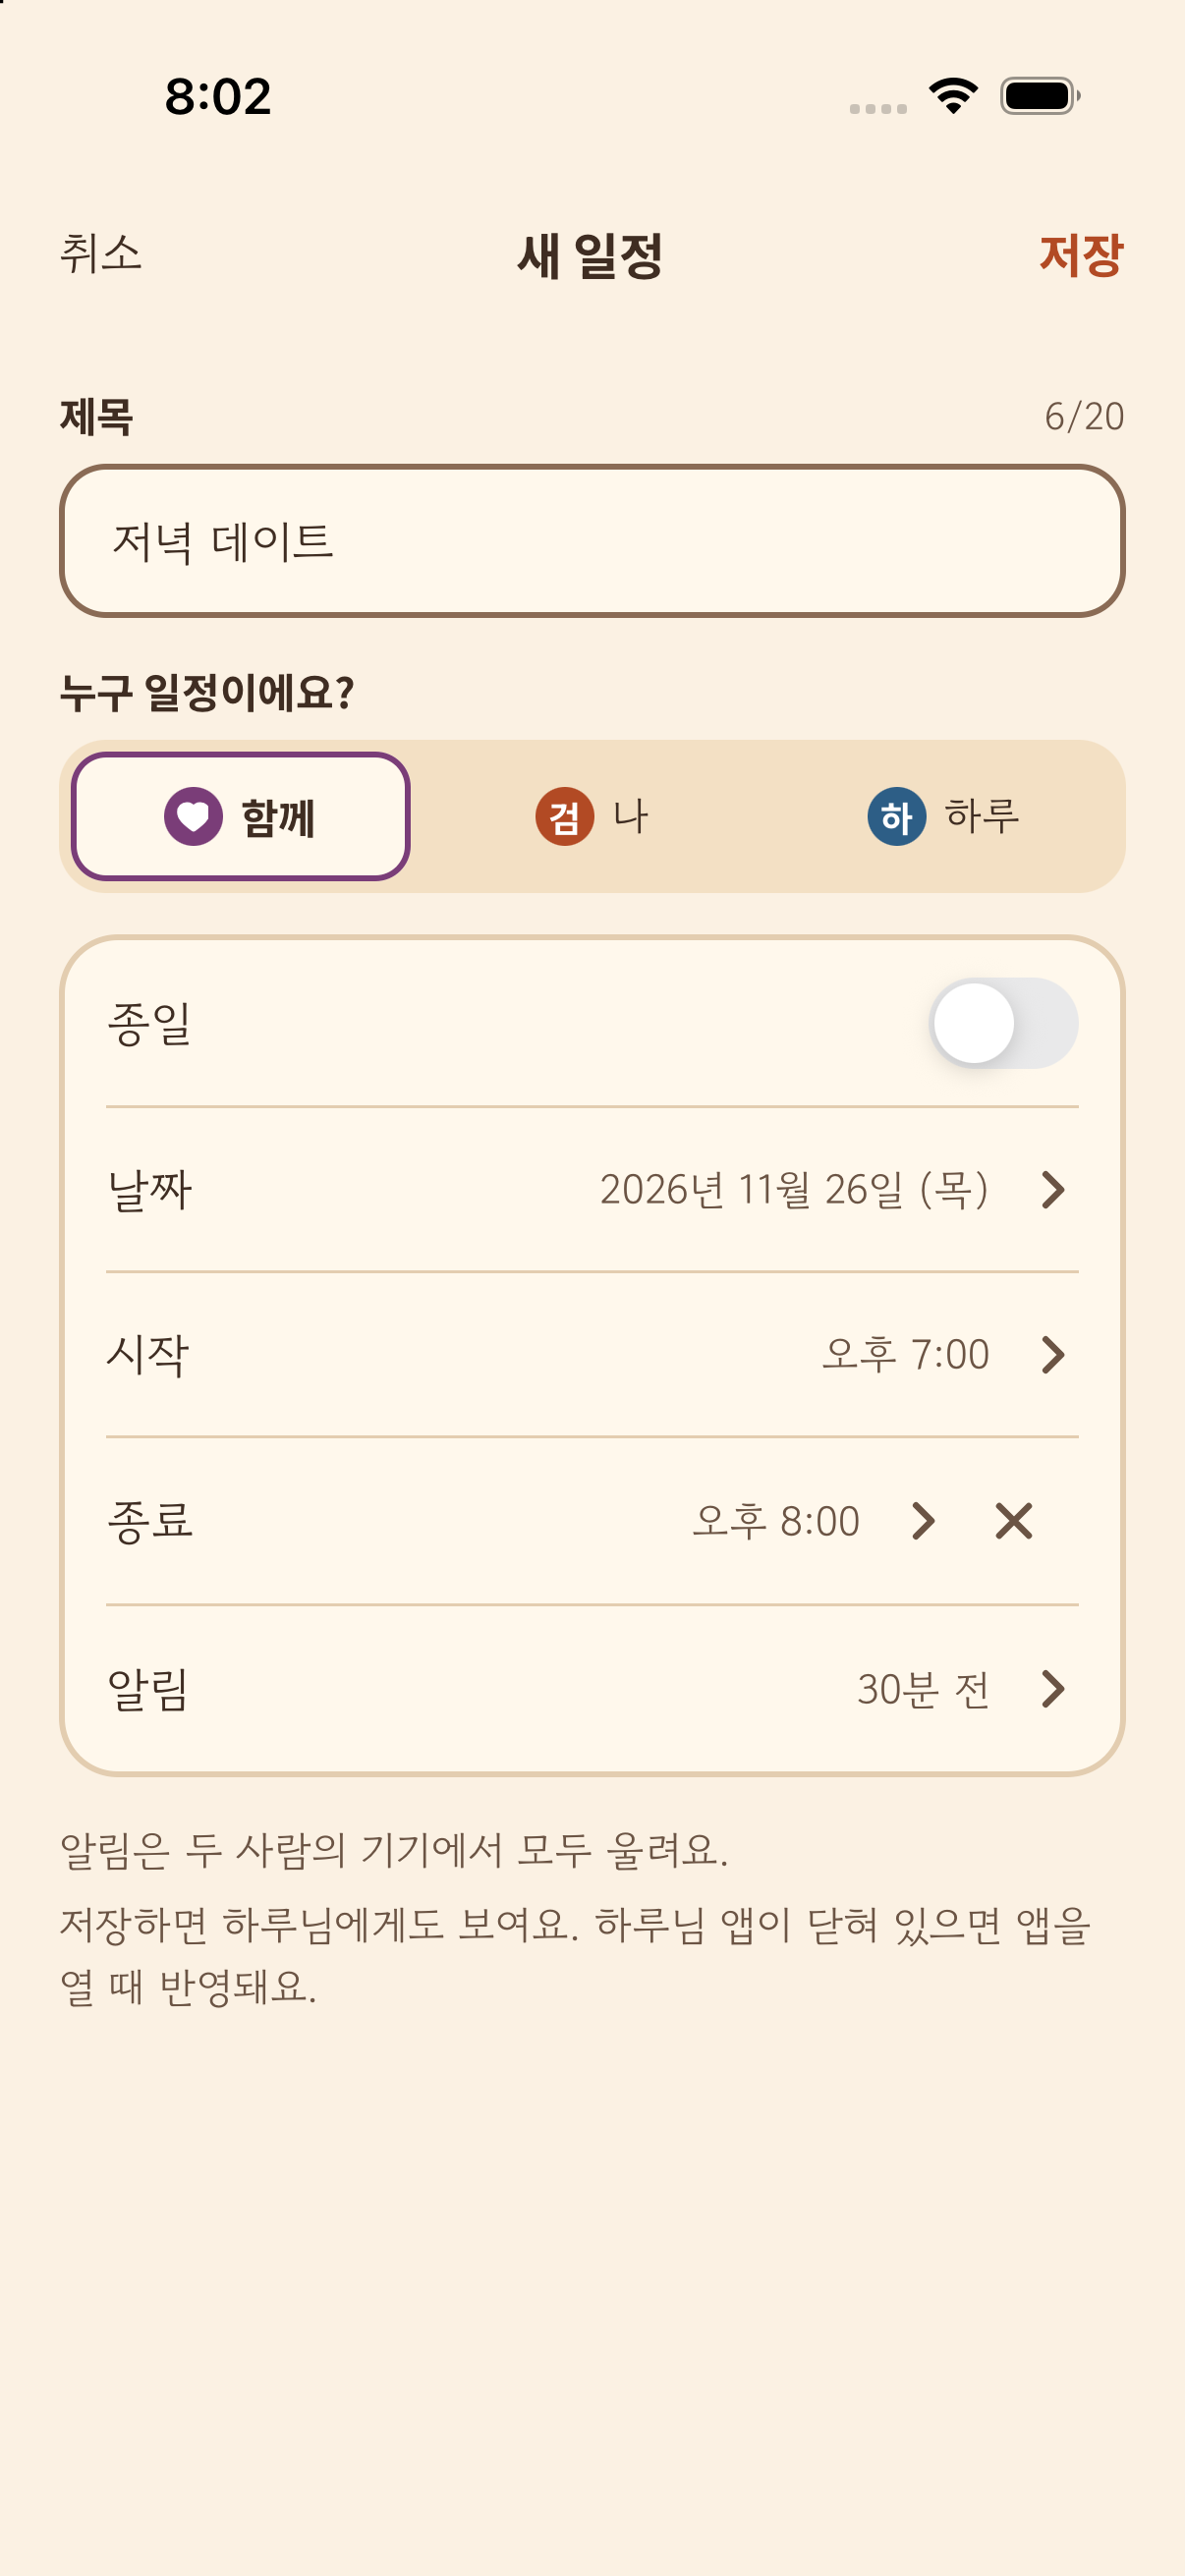 8:02
취소 새 일정 저장
제목 6/20
저녁 데이트
누구 일정이에요?
함께 검 나 하 하루
종일
날짜 2026년 11월 26일 (목)
시작 오후 7:00
종료 오후 8:00
알림 30분 전
알림은 두 사람의 기기에서 모두 울려요.
저장하면 하루님에게도 보여요. 하루님 앱이 닫혀 있으면 앱을
열 때 반영돼요.